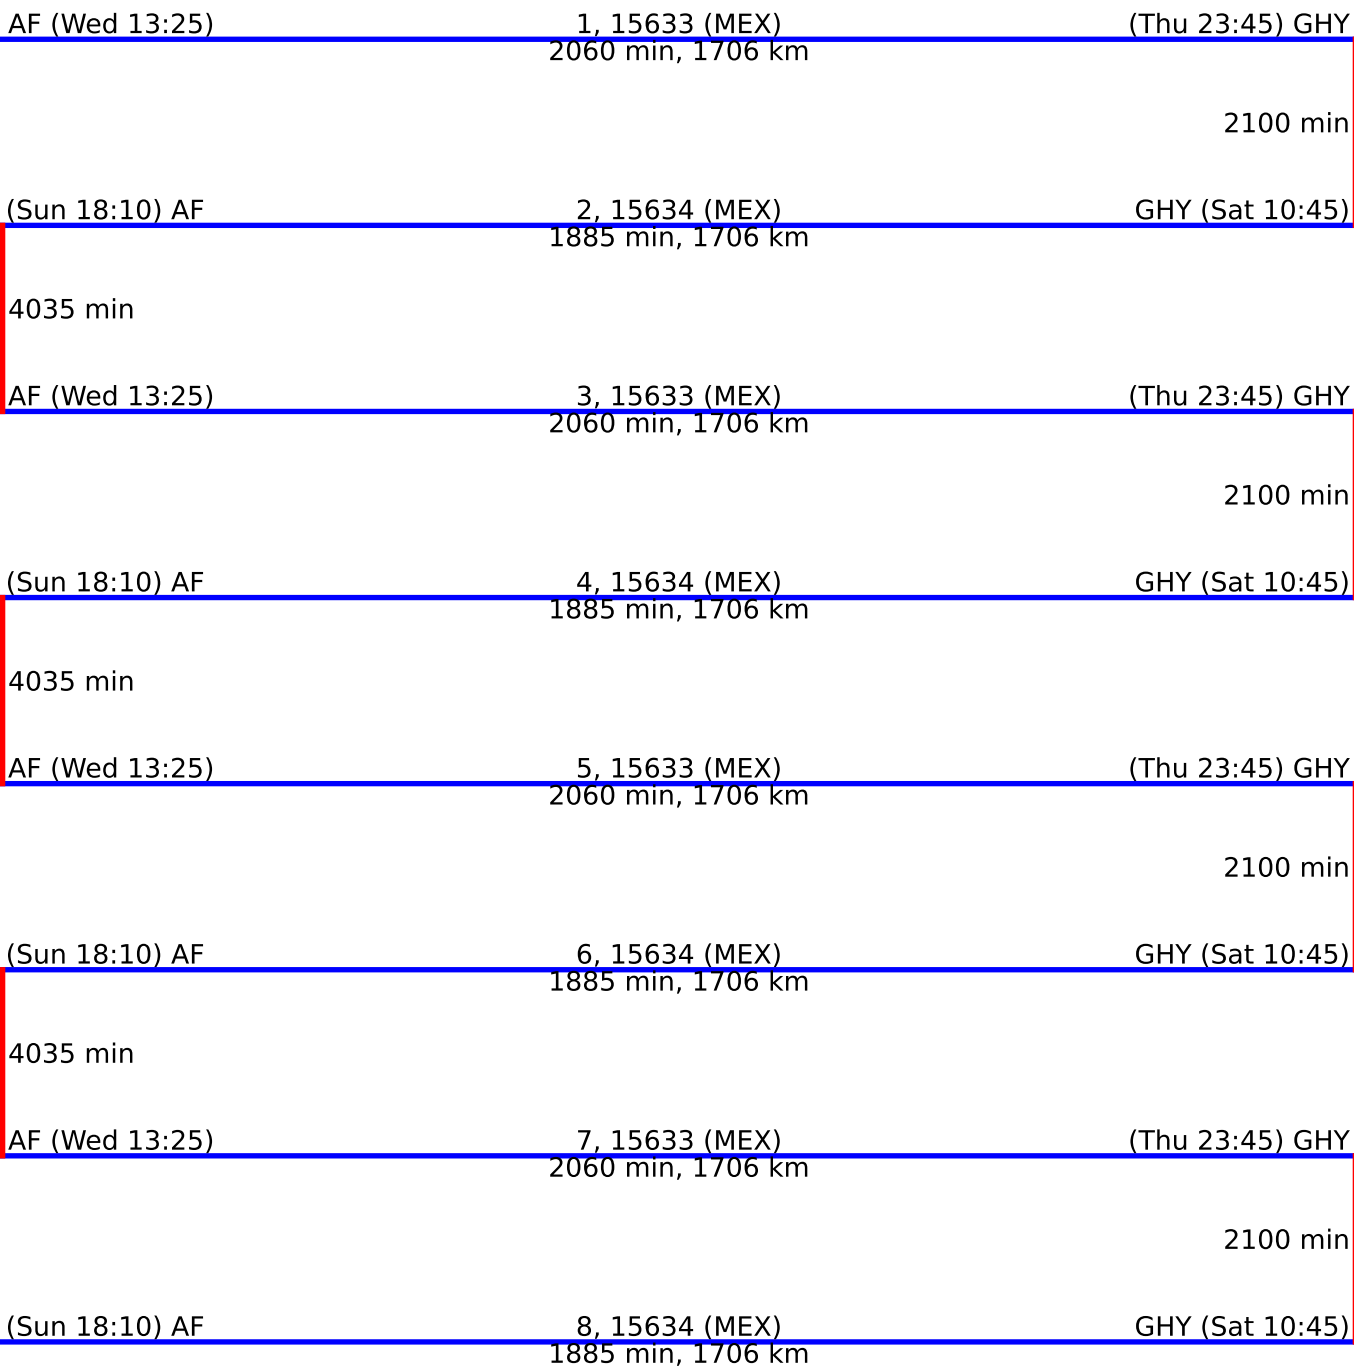 AF (Wed 13:25) 1, 15633 (MEX) (Thu 23:45) GHY
2060 min, 1706 km
2100 min
(Sun 18:10) AF 2, 15634 (MEX) GHY (Sat 10:45)
1885 min, 1706 km
4035 min
AF (Wed 13:25) 3, 15633 (MEX) (Thu 23:45) GHY
2060 min, 1706 km
2100 min
(Sun 18:10) AF 4, 15634 (MEX) GHY (Sat 10:45)
1885 min, 1706 km
4035 min
AF (Wed 13:25) 5, 15633 (MEX) (Thu 23:45) GHY
2060 min, 1706 km
2100 min
(Sun 18:10) AF 6, 15634 (MEX) GHY (Sat 10:45)
1885 min, 1706 km
4035 min
AF (Wed 13:25) 7, 15633 (MEX) (Thu 23:45) GHY
2060 min, 1706 km
2100 min
(Sun 18:10) AF 8, 15634 (MEX) GHY (Sat 10:45)
1885 min, 1706 km